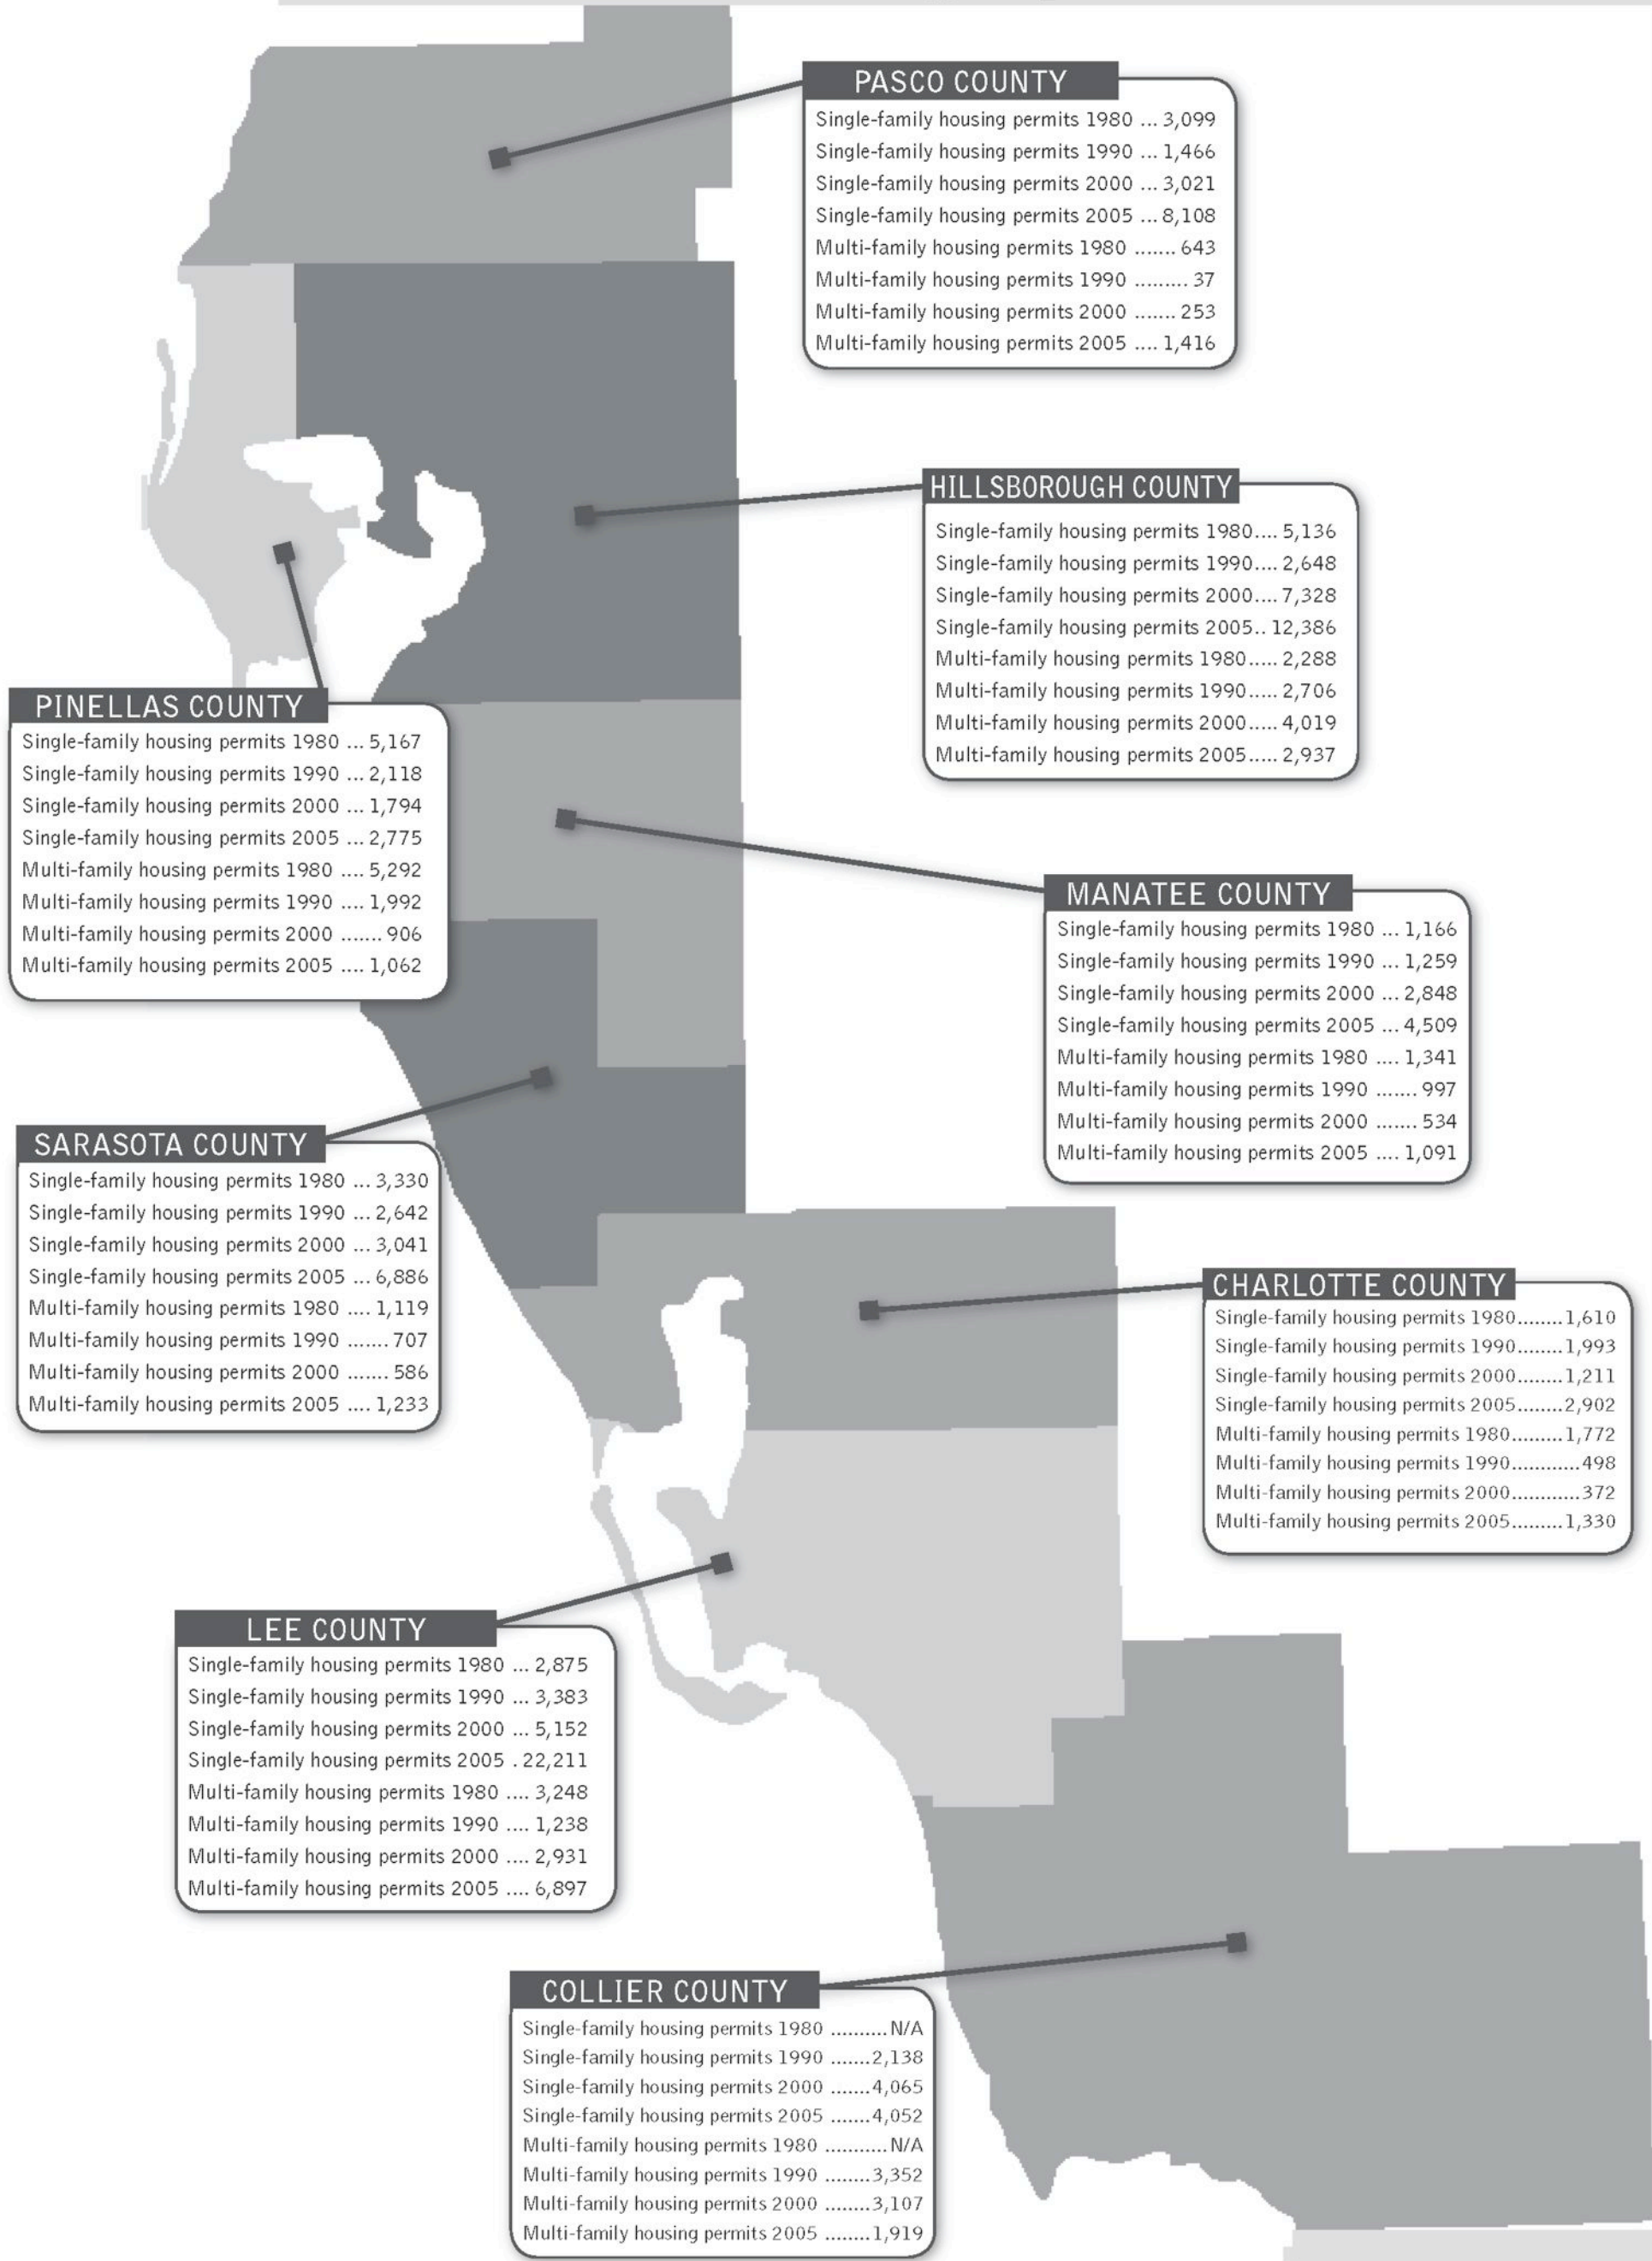 PASCO COUNTY
Single-family housing permits 1980 ... 3,099
Single-family housing permits 1990 ... 1,466
Single-family housing permits 2000 ... 3,021
Single-family housing permits 2005 ... 8,108
Multi-family housing permits 1980 ....... 643
Multi-family housing permits 1990 ......... 37
Multi-family housing permits 2000 ....... 253
Multi-family housing permits 2005 .... 1,416
HILLSBOROUGH COUNTY
Single-family housing permits 1980.... 5,136
Single-family housing permits 1990.... 2,648
Single-family housing permits 2000.... 7,328
Single-family housing permits 2005.. 12,386
Multi-family housing permits 1980..... 2,288
Multi-family housing permits 1990..... 2,706
Multi-family housing permits 2000..... 4,019
Multi-family housing permits 2005..... 2,937
PINELLAS COUNTY
Single-family housing permits 1980 ... 5,167
Single-family housing permits 1990 ... 2,118
Single-family housing permits 2000 ... 1,794
Single-family housing permits 2005 ... 2,775
Multi-family housing permits 1980 .... 5,292
Multi-family housing permits 1990 .... 1,992
Multi-family housing permits 2000 ....... 906
Multi-family housing permits 2005 .... 1,062
MANATEE COUNTY
Single-family housing permits 1980 ... 1,166
Single-family housing permits 1990 ... 1,259
Single-family housing permits 2000 ... 2,848
Single-family housing permits 2005 ... 4,509
Multi-family housing permits 1980 .... 1,341
Multi-family housing permits 1990 ....... 997
Multi-family housing permits 2000 ....... 534
Multi-family housing permits 2005 .... 1,091
SARASOTA COUNTY
Single-family housing permits 1980 ... 3,330
Single-family housing permits 1990 ... 2,642
Single-family housing permits 2000 ... 3,041
Single-family housing permits 2005 ... 6,886
Multi-family housing permits 1980 .... 1,119
Multi-family housing permits 1990 ....... 707
Multi-family housing permits 2000 ....... 586
Multi-family housing permits 2005 .... 1,233
CHARLOTTE COUNTY
Single-family housing permits 1980........1,610
Single-family housing permits 1990........1,993
Single-family housing permits 2000........1,211
Single-family housing permits 2005........2,902
Multi-family housing permits 1980.........1,772
Multi-family housing permits 1990............498
Multi-family housing permits 2000............372
Multi-family housing permits 2005.........1,330
LEE COUNTY
Single-family housing permits 1980 ... 2,875
Single-family housing permits 1990 ... 3,383
Single-family housing permits 2000 ... 5,152
Single-family housing permits 2005 . 22,211
Multi-family housing permits 1980 .... 3,248
Multi-family housing permits 1990 .... 1,238
Multi-family housing permits 2000 .... 2,931
Multi-family housing permits 2005 .... 6,897
COLLIER COUNTY
Single-family housing permits 1980 ..........N/A
Single-family housing permits 1990 .......2,138
Single-family housing permits 2000 .......4,065
Single-family housing permits 2005 .......4,052
Multi-family housing permits 1980 ...........N/A
Multi-family housing permits 1990 ........3,352
Multi-family housing permits 2000 ........3,107
Multi-family housing permits 2005 ........1,919